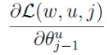 ∂ℒ(w, u, j)
∂θ^u_{j−1}